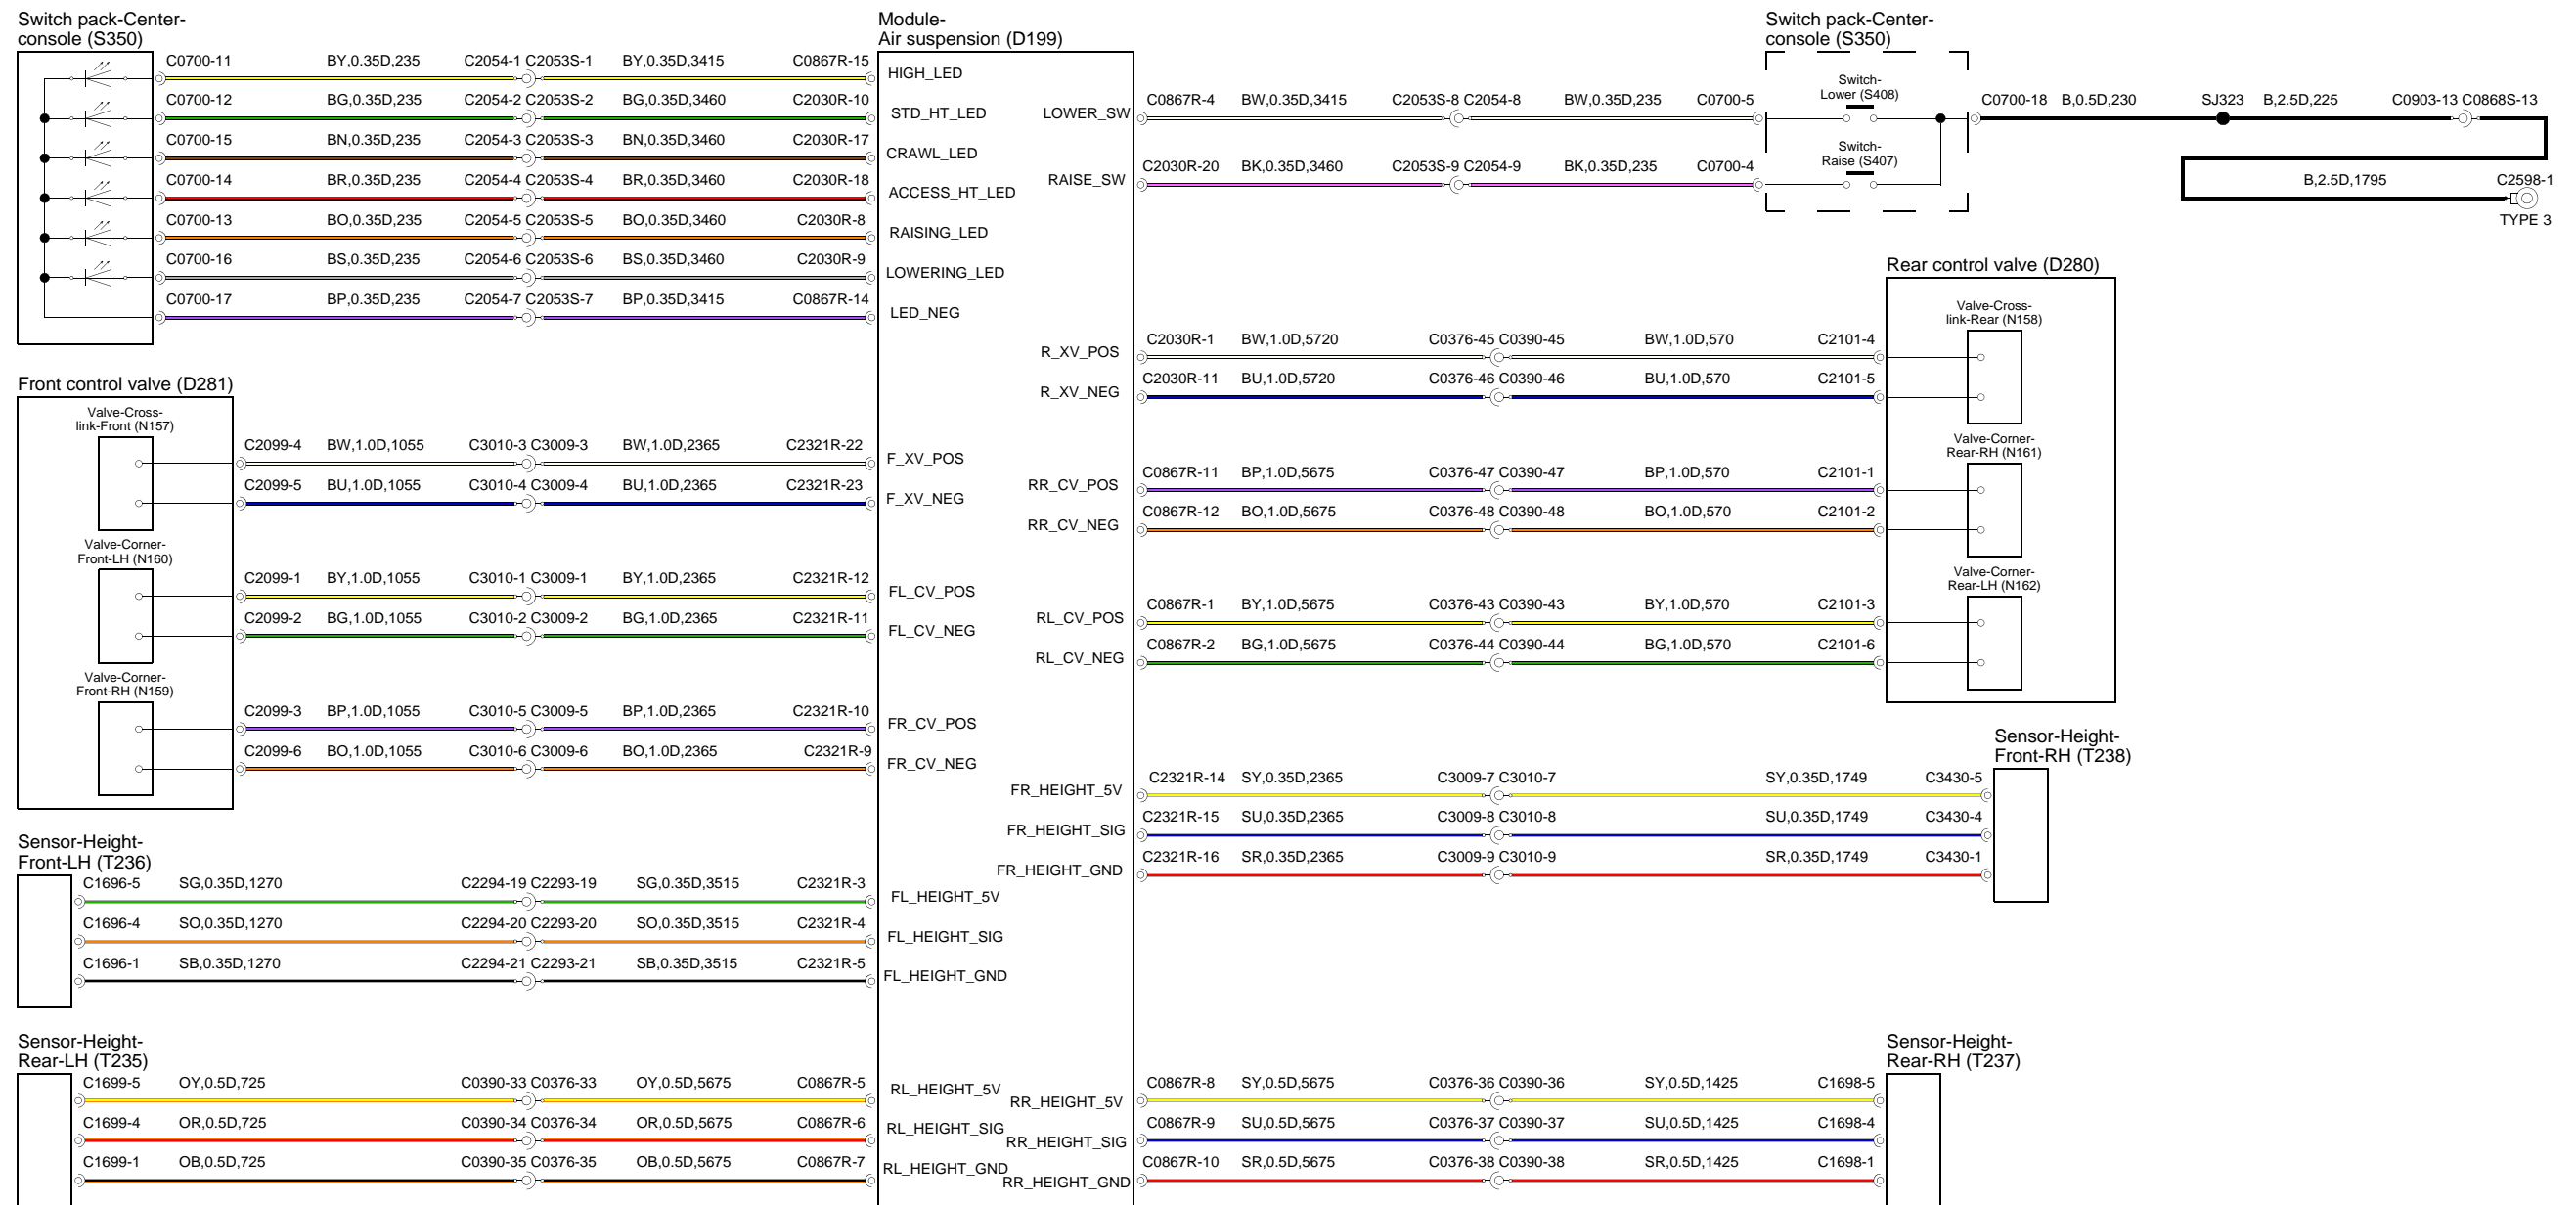 Switch pack-Center-
console (S350)
C0700-11 BY,0.35D,235 C2054-1 C2053S-1 BY,0.35D,3415 C0867R-15
C0700-12 BG,0.35D,235 C2054-2 C2053S-2 BG,0.35D,3460 C2030R-10
C0700-15 BN,0.35D,235 C2054-3 C2053S-3 BN,0.35D,3460 C2030R-17
C0700-14 BR,0.35D,235 C2054-4 C2053S-4 BR,0.35D,3460 C2030R-18
C0700-13 BO,0.35D,235 C2054-5 C2053S-5 BO,0.35D,3460 C2030R-8
C0700-16 BS,0.35D,235 C2054-6 C2053S-6 BS,0.35D,3460 C2030R-9
C0700-17 BP,0.35D,235 C2054-7 C2053S-7 BP,0.35D,3415 C0867R-14
Front control valve (D281)
Valve-Cross-
link-Front (N157)
C2099-4 BW,1.0D,1055 C3010-3 C3009-3 BW,1.0D,2365 C2321R-22
C2099-5 BU,1.0D,1055 C3010-4 C3009-4 BU,1.0D,2365 C2321R-23
Valve-Corner-
Front-LH (N160)
C2099-1 BY,1.0D,1055 C3010-1 C3009-1 BY,1.0D,2365 C2321R-12
C2099-2 BG,1.0D,1055 C3010-2 C3009-2 BG,1.0D,2365 C2321R-11
Valve-Corner-
Front-RH (N159)
C2099-3 BP,1.0D,1055 C3010-5 C3009-5 BP,1.0D,2365 C2321R-10
C2099-6 BO,1.0D,1055 C3010-6 C3009-6 BO,1.0D,2365 C2321R-9
Sensor-Height-
Front-LH (T236)
C1696-5 SG,0.35D,1270 C2294-19 C2293-19 SG,0.35D,3515 C2321R-3
C1696-4 SO,0.35D,1270 C2294-20 C2293-20 SO,0.35D,3515 C2321R-4
C1696-1 SB,0.35D,1270 C2294-21 C2293-21 SB,0.35D,3515 C2321R-5
Sensor-Height-
Rear-LH (T235)
C1699-5 OY,0.5D,725 C0390-33 C0376-33 OY,0.5D,5675 C0867R-5
C1699-4 OR,0.5D,725 C0390-34 C0376-34 OR,0.5D,5675 C0867R-6
C1699-1 OB,0.5D,725 C0390-35 C0376-35 OB,0.5D,5675 C0867R-7
Module-
Air suspension (D199)
HIGH_LED
STD_HT_LED
CRAWL_LED
ACCESS_HT_LED
RAISING_LED
LOWERING_LED
LED_NEG
F_XV_POS
F_XV_NEG
FL_CV_POS
FL_CV_NEG
FR_CV_POS
FR_CV_NEG
FL_HEIGHT_5V
FL_HEIGHT_SIG
FL_HEIGHT_GND
RL_HEIGHT_5V
RL_HEIGHT_SIG
RL_HEIGHT_GND
LOWER_SW
RAISE_SW
R_XV_POS
R_XV_NEG
RR_CV_POS
RR_CV_NEG
RL_CV_POS
RL_CV_NEG
FR_HEIGHT_5V
FR_HEIGHT_SIG
FR_HEIGHT_GND
RR_HEIGHT_5V
RR_HEIGHT_SIG
RR_HEIGHT_GND
Switch pack-Center-
console (S350)
Switch-
Lower (S408)
C0867R-4 BW,0.35D,3415 C2053S-8 C2054-8 BW,0.35D,235 C0700-5
C0700-18 B,0.5D,230 SJ323 B,2.5D,225 C0903-13 C0868S-13
Switch-
Raise (S407)
C2030R-20 BK,0.35D,3460 C2053S-9 C2054-9 BK,0.35D,235 C0700-4
B,2.5D,1795 C2598-1
TYPE 3
Rear control valve (D280)
Valve-Cross-
link-Rear (N158)
C2030R-1 BW,1.0D,5720 C0376-45 C0390-45 BW,1.0D,570 C2101-4
C2030R-11 BU,1.0D,5720 C0376-46 C0390-46 BU,1.0D,570 C2101-5
Valve-Corner-
Rear-RH (N161)
C0867R-11 BP,1.0D,5675 C0376-47 C0390-47 BP,1.0D,570 C2101-1
C0867R-12 BO,1.0D,5675 C0376-48 C0390-48 BO,1.0D,570 C2101-2
Valve-Corner-
Rear-LH (N162)
C0867R-1 BY,1.0D,5675 C0376-43 C0390-43 BY,1.0D,570 C2101-3
C0867R-2 BG,1.0D,5675 C0376-44 C0390-44 BG,1.0D,570 C2101-6
Sensor-Height-
Front-RH (T238)
C2321R-14 SY,0.35D,2365 C3009-7 C3010-7 SY,0.35D,1749 C3430-5
C2321R-15 SU,0.35D,2365 C3009-8 C3010-8 SU,0.35D,1749 C3430-4
C2321R-16 SR,0.35D,2365 C3009-9 C3010-9 SR,0.35D,1749 C3430-1
Sensor-Height-
Rear-RH (T237)
C0867R-8 SY,0.5D,5675 C0376-36 C0390-36 SY,0.5D,1425 C1698-5
C0867R-9 SU,0.5D,5675 C0376-37 C0390-37 SU,0.5D,1425 C1698-4
C0867R-10 SR,0.5D,5675 C0376-38 C0390-38 SR,0.5D,1425 C1698-1